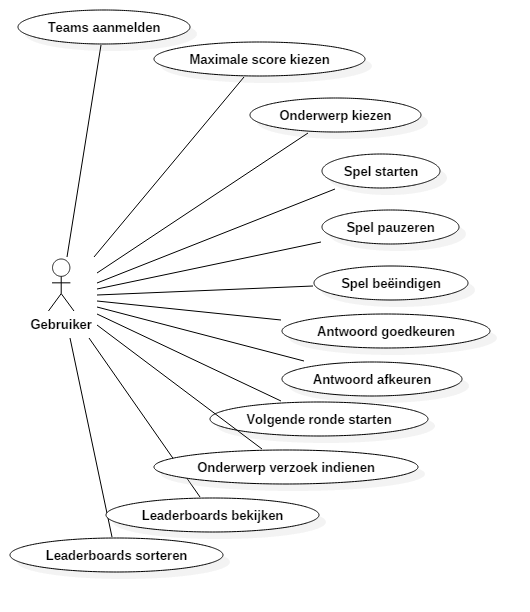 Teams aanmelden
Maximale score kiezen
Onderwerp kiezen
Spel starten
Spel pauzeren
Spel beëindigen
Gebruiker
Antwoord goedkeuren
Antwoord afkeuren
Volgende ronde starten
Onderwerp verzoek indienen
Leaderboards bekijken
Leaderboards sorteren